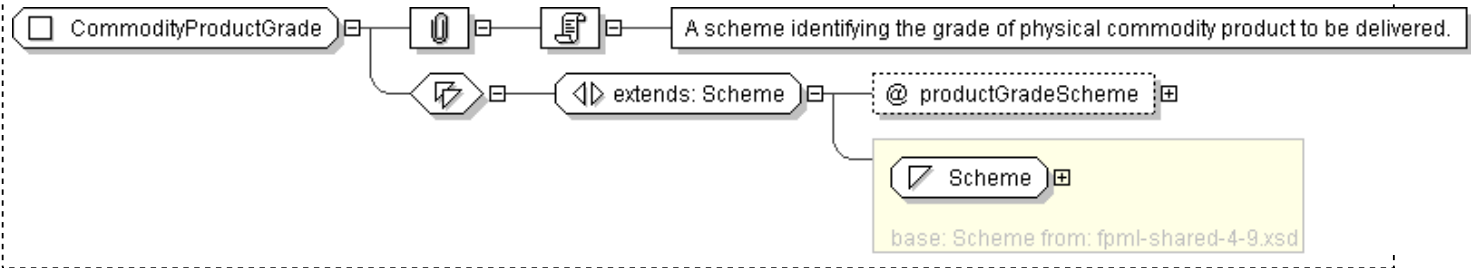 CommodityProductGrade
A scheme identifying the grade of physical commodity product to be delivered.
extends: Scheme
@ productGradeScheme
Scheme
base: Scheme from: fpml-shared-4-9.xsd